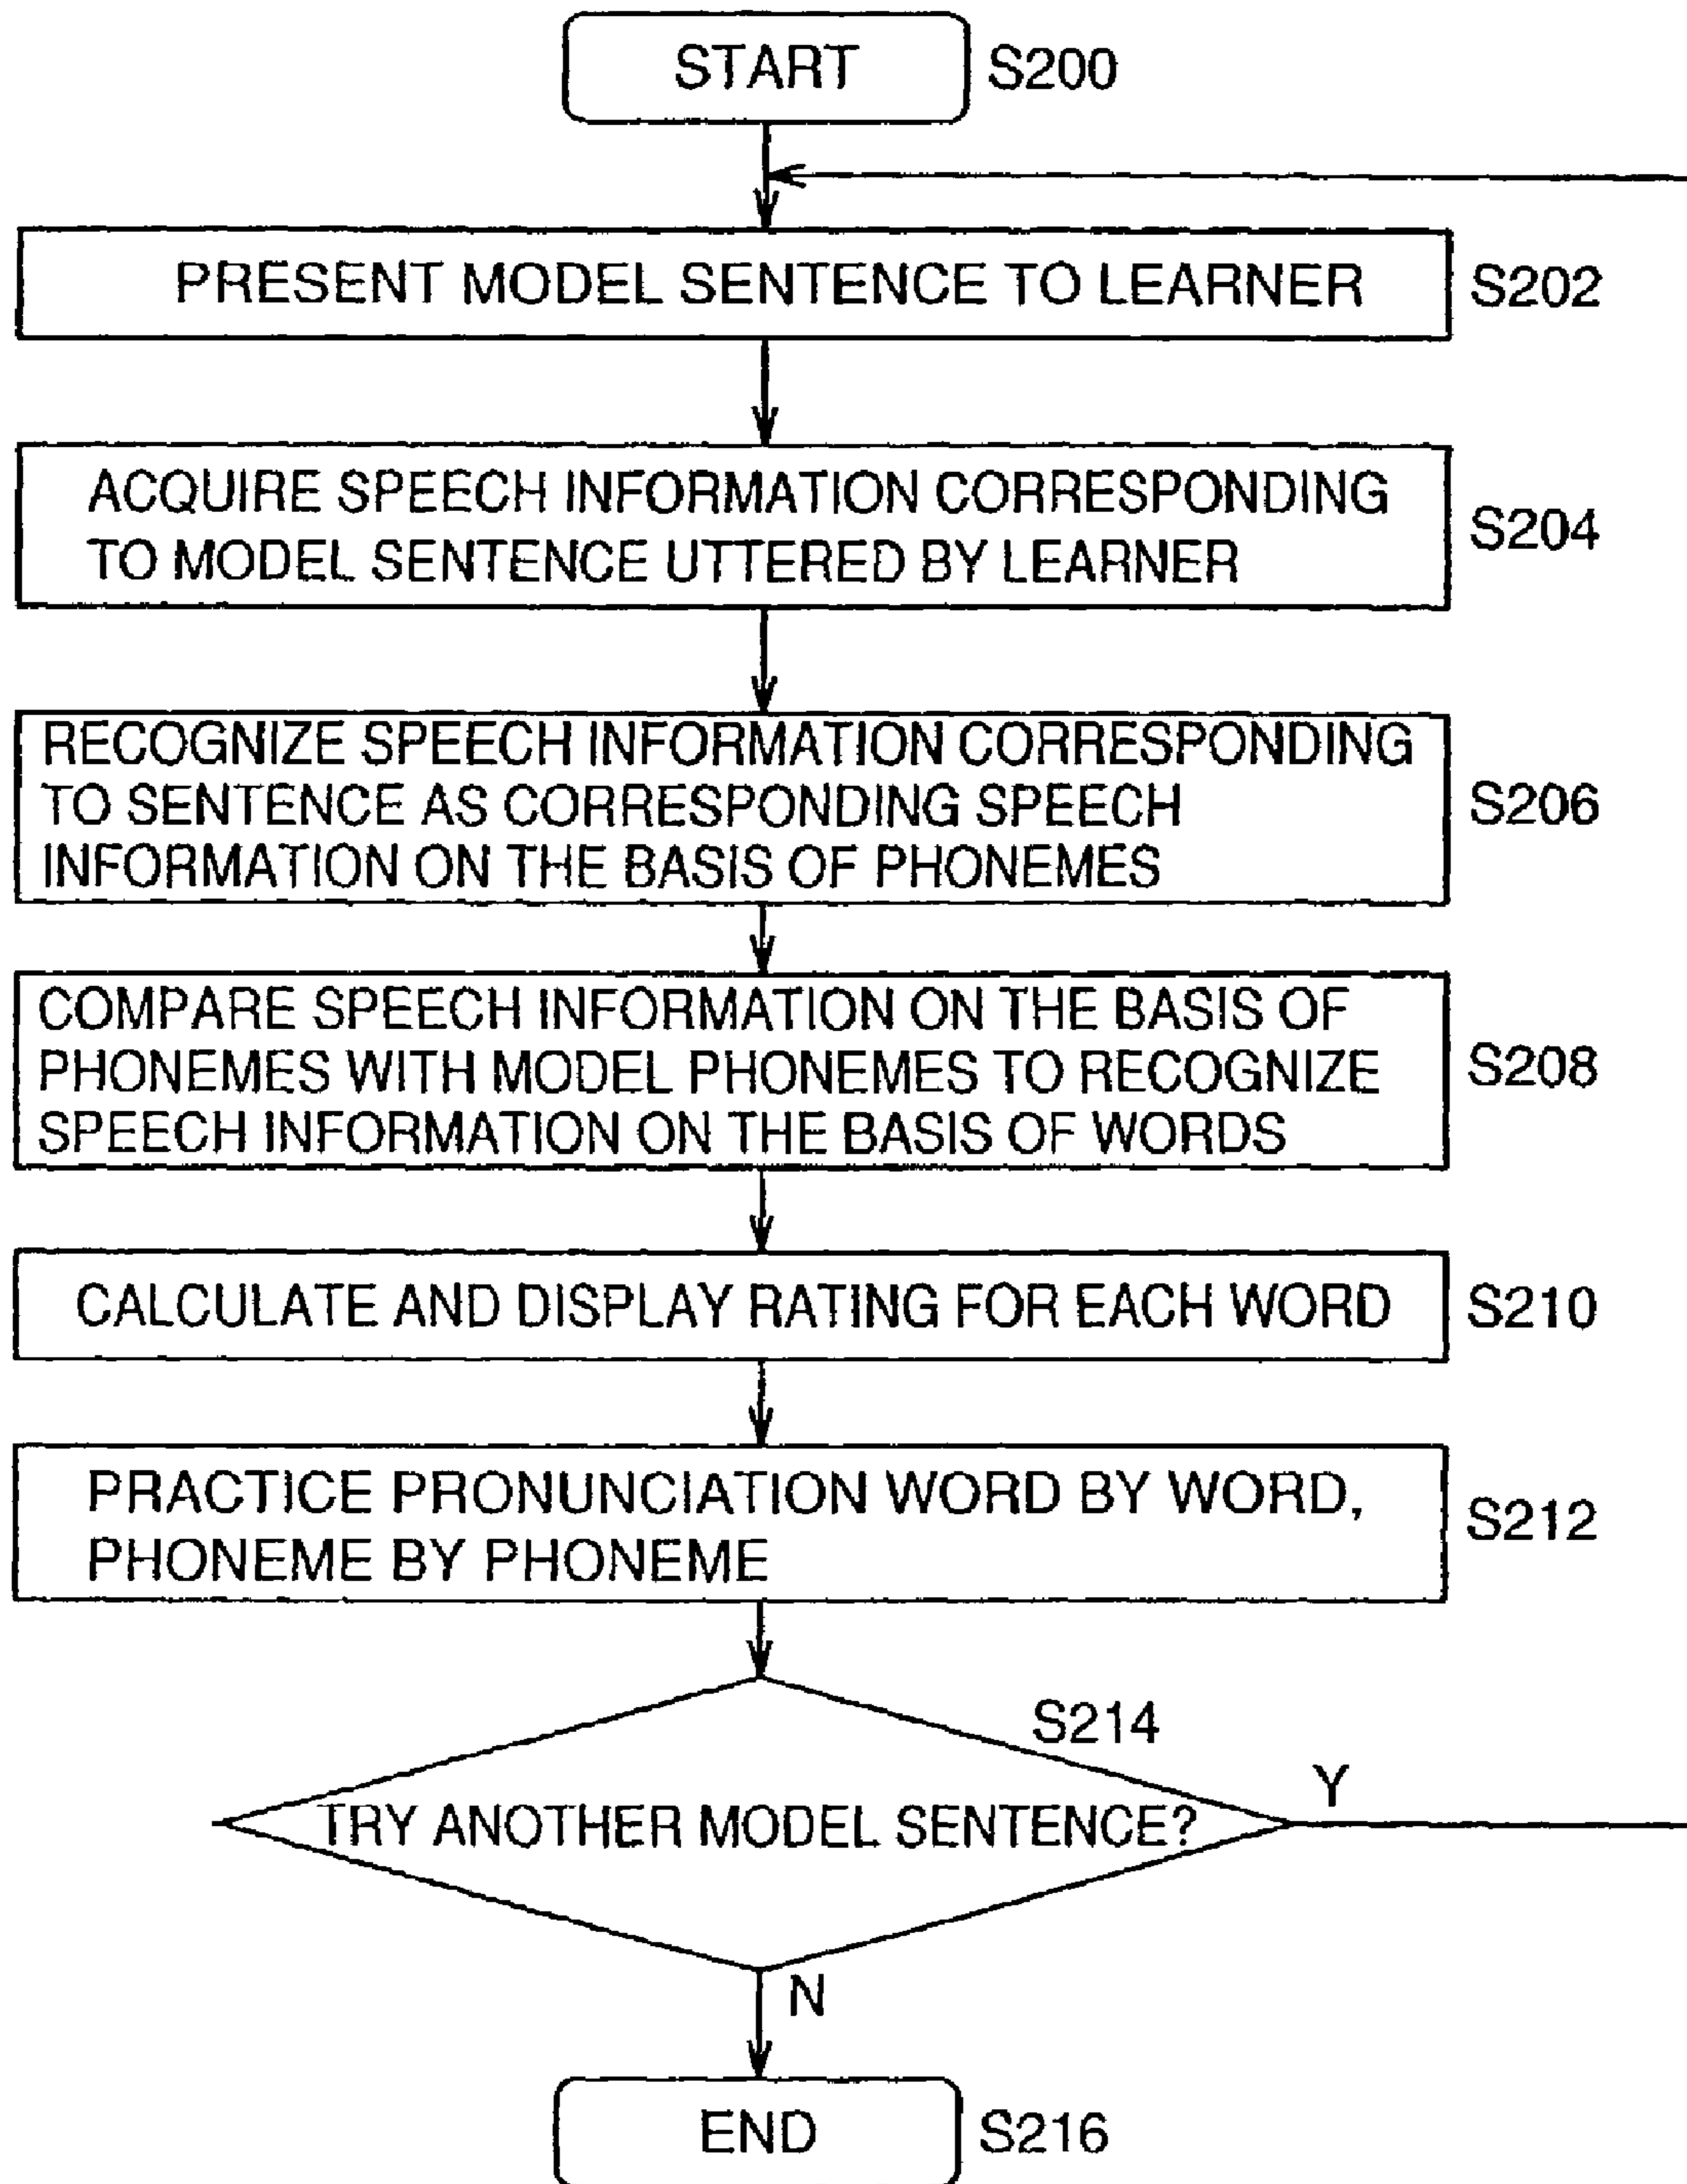 START S200
PRESENT MODEL SENTENCE TO LEARNER S202
ACQUIRE SPEECH INFORMATION CORRESPONDING
TO MODEL SENTENCE UTTERED BY LEARNER
S204
RECOGNIZE SPEECH INFORMATION CORRESPONDING
TO SENTENCE AS CORRESPONDING SPEECH
INFORMATION ON THE BASIS OF PHONEMES
S206
COMPARE SPEECH INFORMATION ON THE BASIS OF
PHONEMES WITH MODEL PHONEMES TO RECOGNIZE
SPEECH INFORMATION ON THE BASIS OF WORDS
S208
CALCULATE AND DISPLAY RATING FOR EACH WORD S210
PRACTICE PRONUNCIATION WORD BY WORD,
PHONEME BY PHONEME
S212
S214
TRY ANOTHER MODEL SENTENCE?
Y
N
END S216